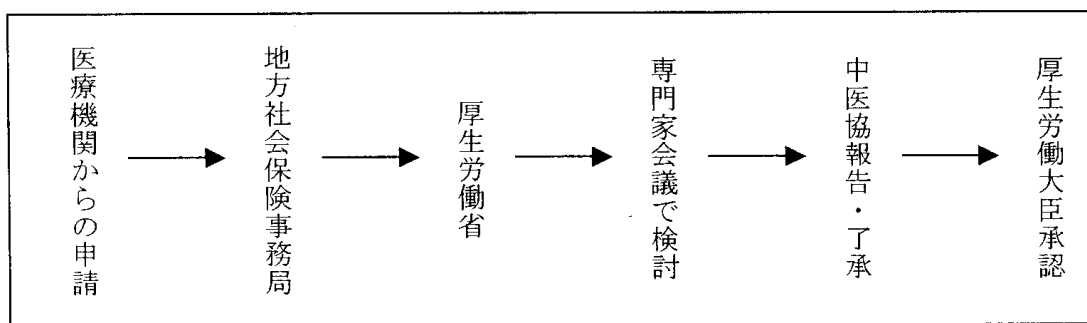 医療機関からの申請
地方社会保険事務局
厚生労働省
専門家会議で検討
中医協報告・了承
厚生労働大臣承認